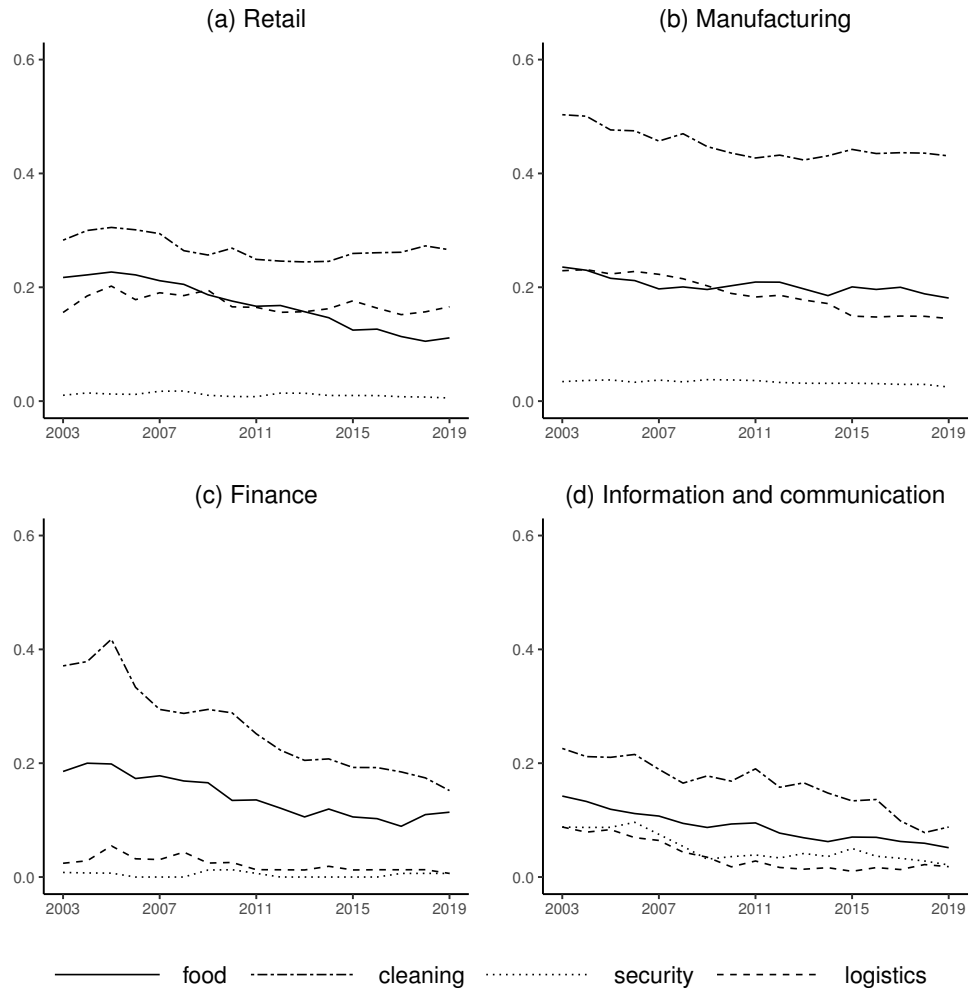 (a) Retail
0.6
0.4
0.2
0.0
2003 2007 2011 2015 2019
(b) Manufacturing
0.6
0.4
0.2
0.0
2003 2007 2011 2015 2019
(c) Finance
0.6
0.4
0.2
0.0
2003 2007 2011 2015 2019
(d) Information and communication
0.6
0.4
0.2
0.0
2003 2007 2011 2015 2019
food cleaning security logistics